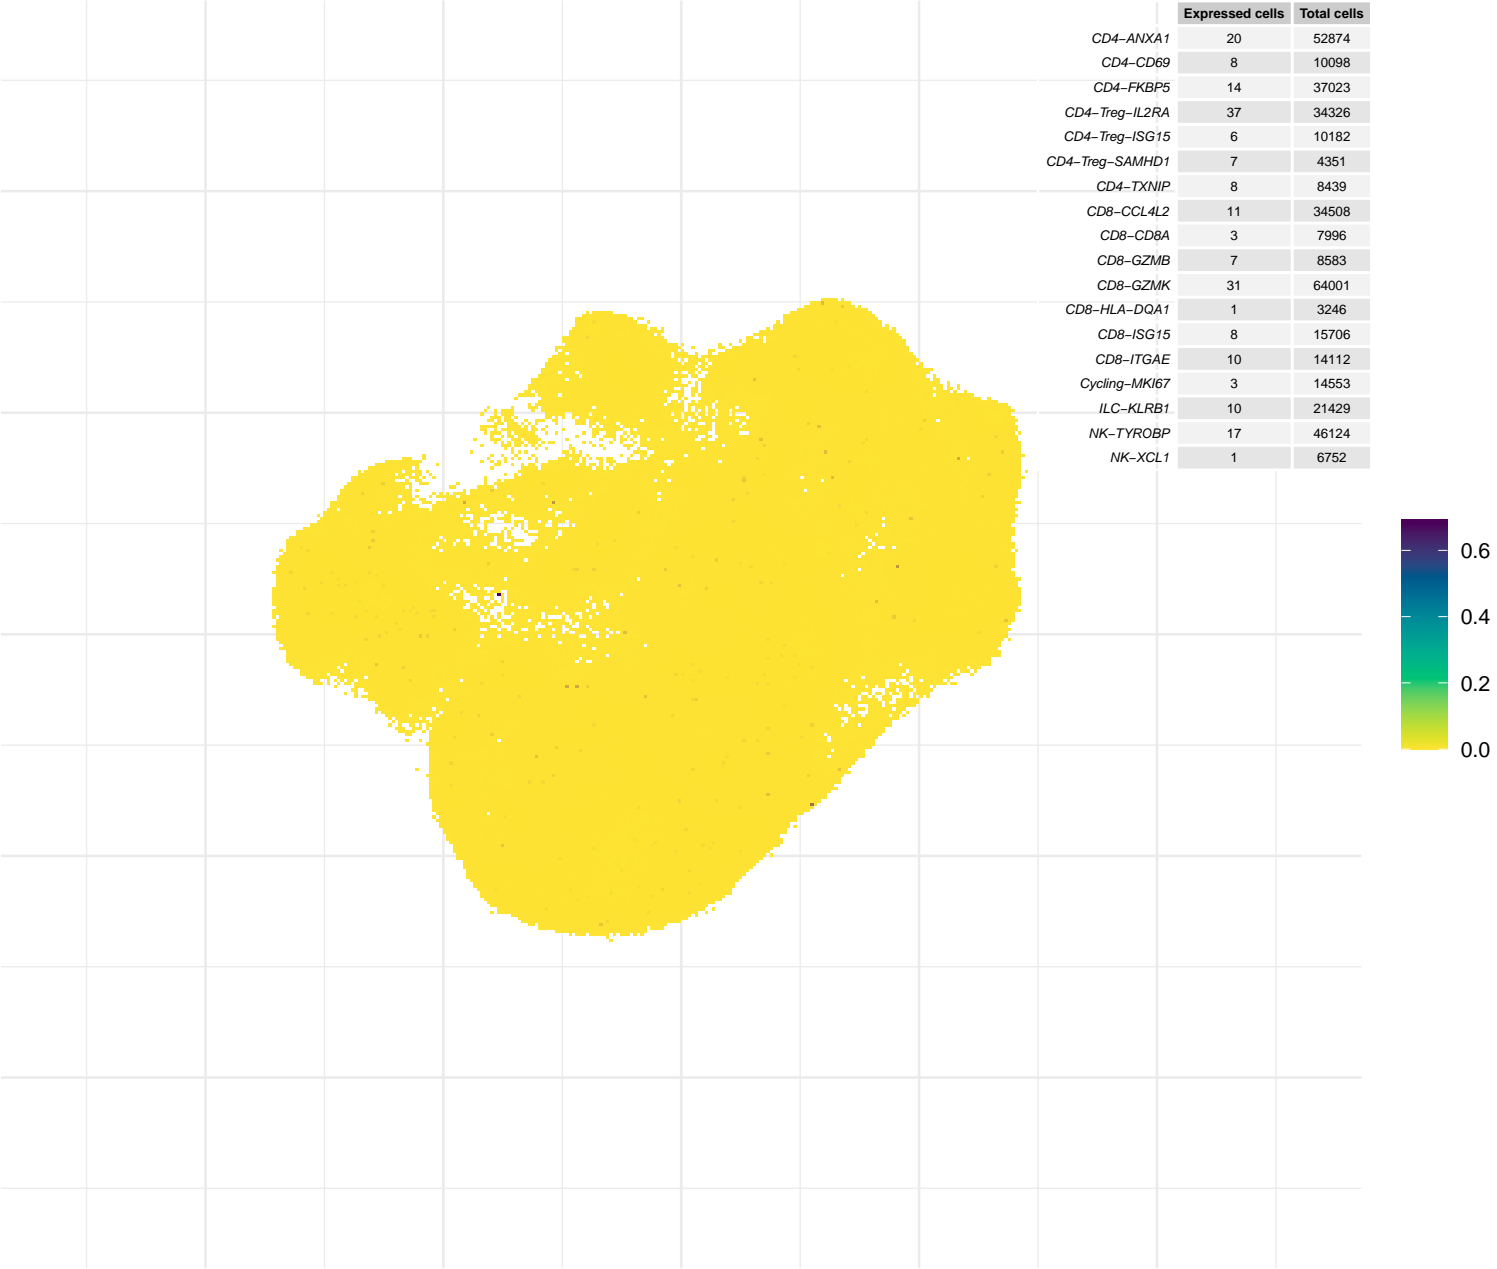 Expressed cells Total cells
CD4−ANXA1 20 52874
CD4−CD69 8 10098
CD4−FKBP5 14 37023
CD4−Treg−IL2RA 37 34326
CD4−Treg−ISG15 6 10182
CD4−Treg−SAMHD1 7 4351
CD4−TXNIP 8 8439
CD8−CCL4L2 11 34508
CD8−CD8A 3 7996
CD8−GZMB 7 8583
CD8−GZMK 31 64001
CD8−HLA−DQA1 1 3246
CD8−ISG15 8 15706
CD8−ITGAE 10 14112
Cycling−MKI67 3 14553
ILC−KLRB1 10 21429
NK−TYROBP 17 46124
NK−XCL1 1 6752
0.6
0.4
0.2
0.0